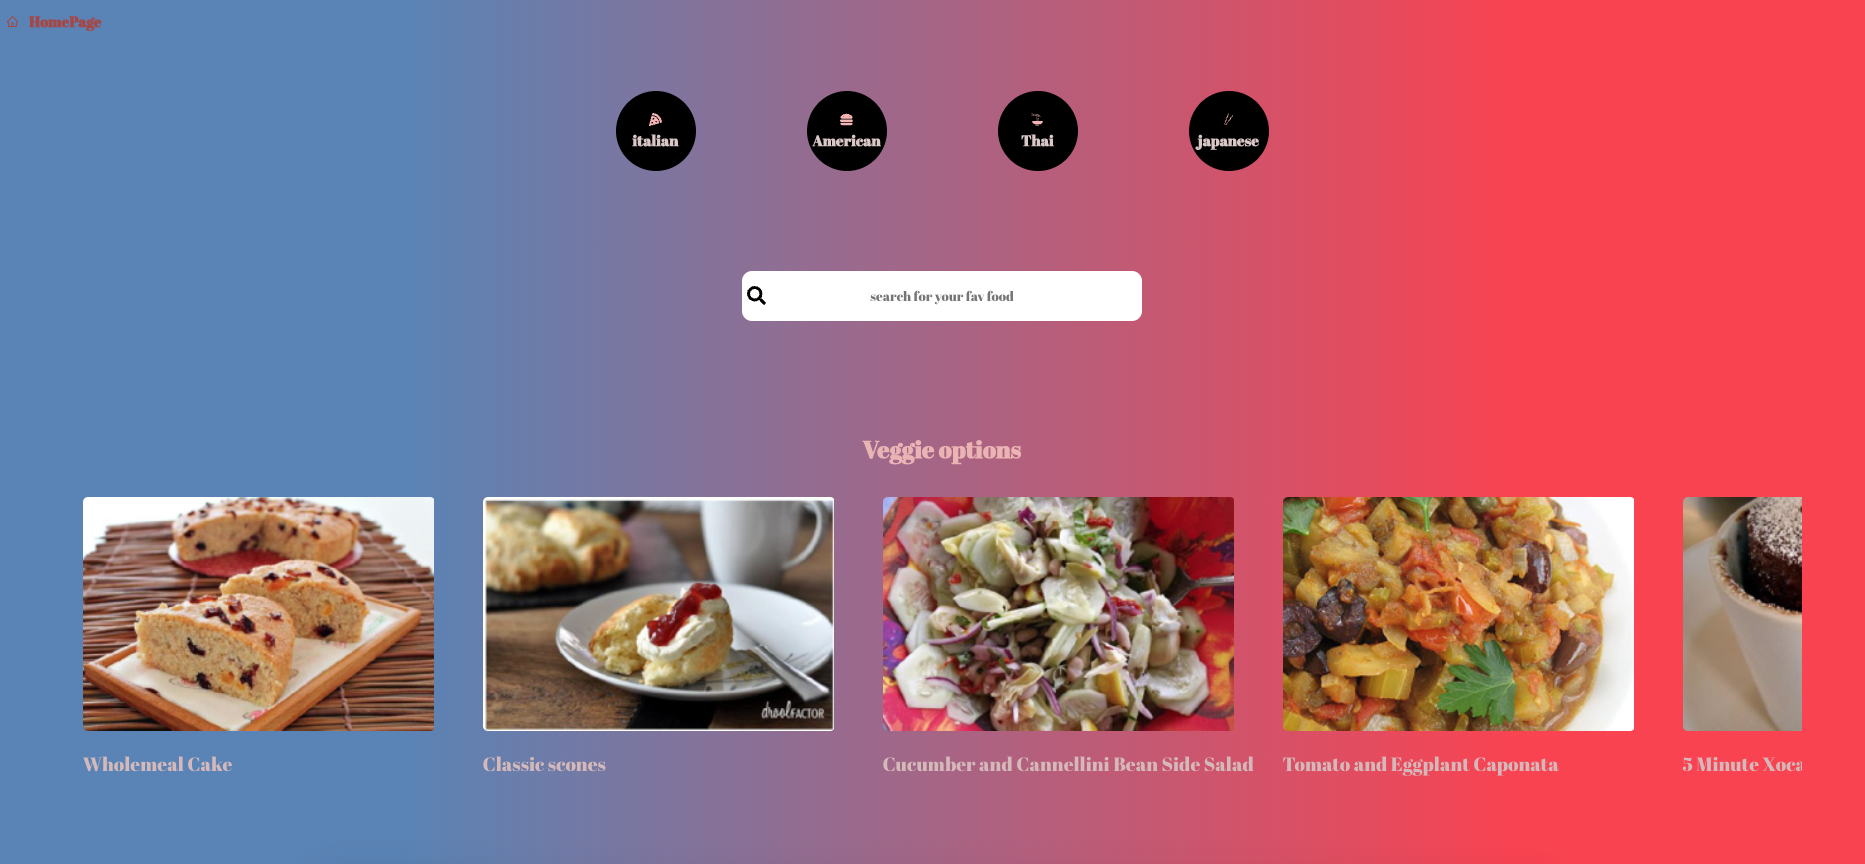 HomePage
italian
American
Thai
japanese
search for your fav food
Veggie options
droolFACTOR
Wholemeal Cake
Classic scones
Cucumber and Cannellini Bean Side Salad
Tomato and Eggplant Caponata
5 Minute Xoca